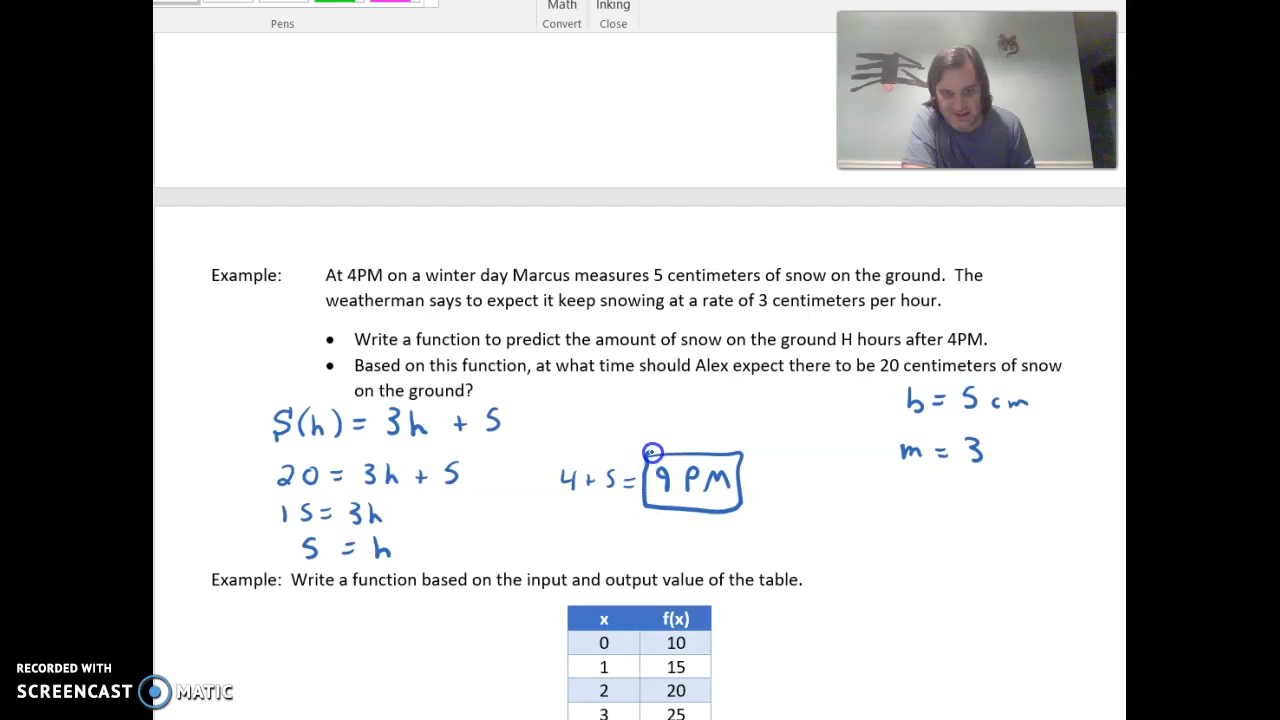 Math
Inking
Pens
Convert
Close
Example: At 4PM on a winter day Marcus measures 5 centimeters of snow on the ground. The
weatherman says to expect it keep snowing at a rate of 3 centimeters per hour.
• Write a function to predict the amount of snow on the ground H hours after 4PM.
• Based on this function, at what time should Alex expect there to be 20 centimeters of snow
on the ground?
b = 5 cm
S(h) = 3h + 5
m = 3
20 = 3h + 5
4 + 5 = 9 PM
15 = 3h
5 = h
Example: Write a function based on the input and output value of the table.
x f(x)
0 10
1 15
2 20
3 25
RECORDED WITH
SCREENCAST MATIC